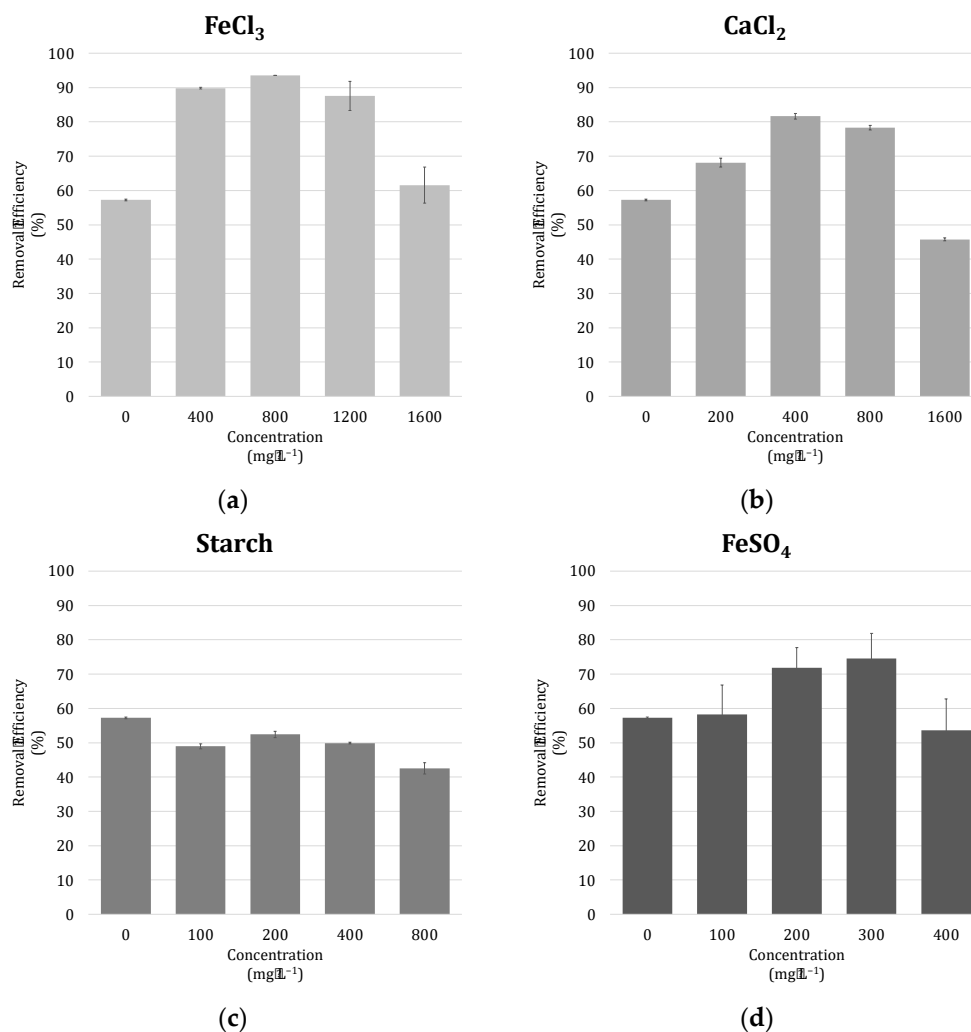 FeCl₃
100
90
80
70
60
50
40
30
20
10
0
Removal Efficiency
(%)
0 400 800 1200 1600
Concentration
(mg L⁻¹)
(a)
CaCl₂
100
90
80
70
60
50
40
30
20
10
0
Removal Efficiency
(%)
0 200 400 800 1600
Concentration
(mg L⁻¹)
(b)
Starch
100
90
80
70
60
50
40
30
20
10
0
Removal Efficiency
(%)
0 100 200 400 800
Concentration
(mg L⁻¹)
(c)
FeSO₄
100
90
80
70
60
50
40
30
20
10
0
Removal Efficiency
(%)
0 100 200 300 400
Concentration
(mg L⁻¹)
(d)